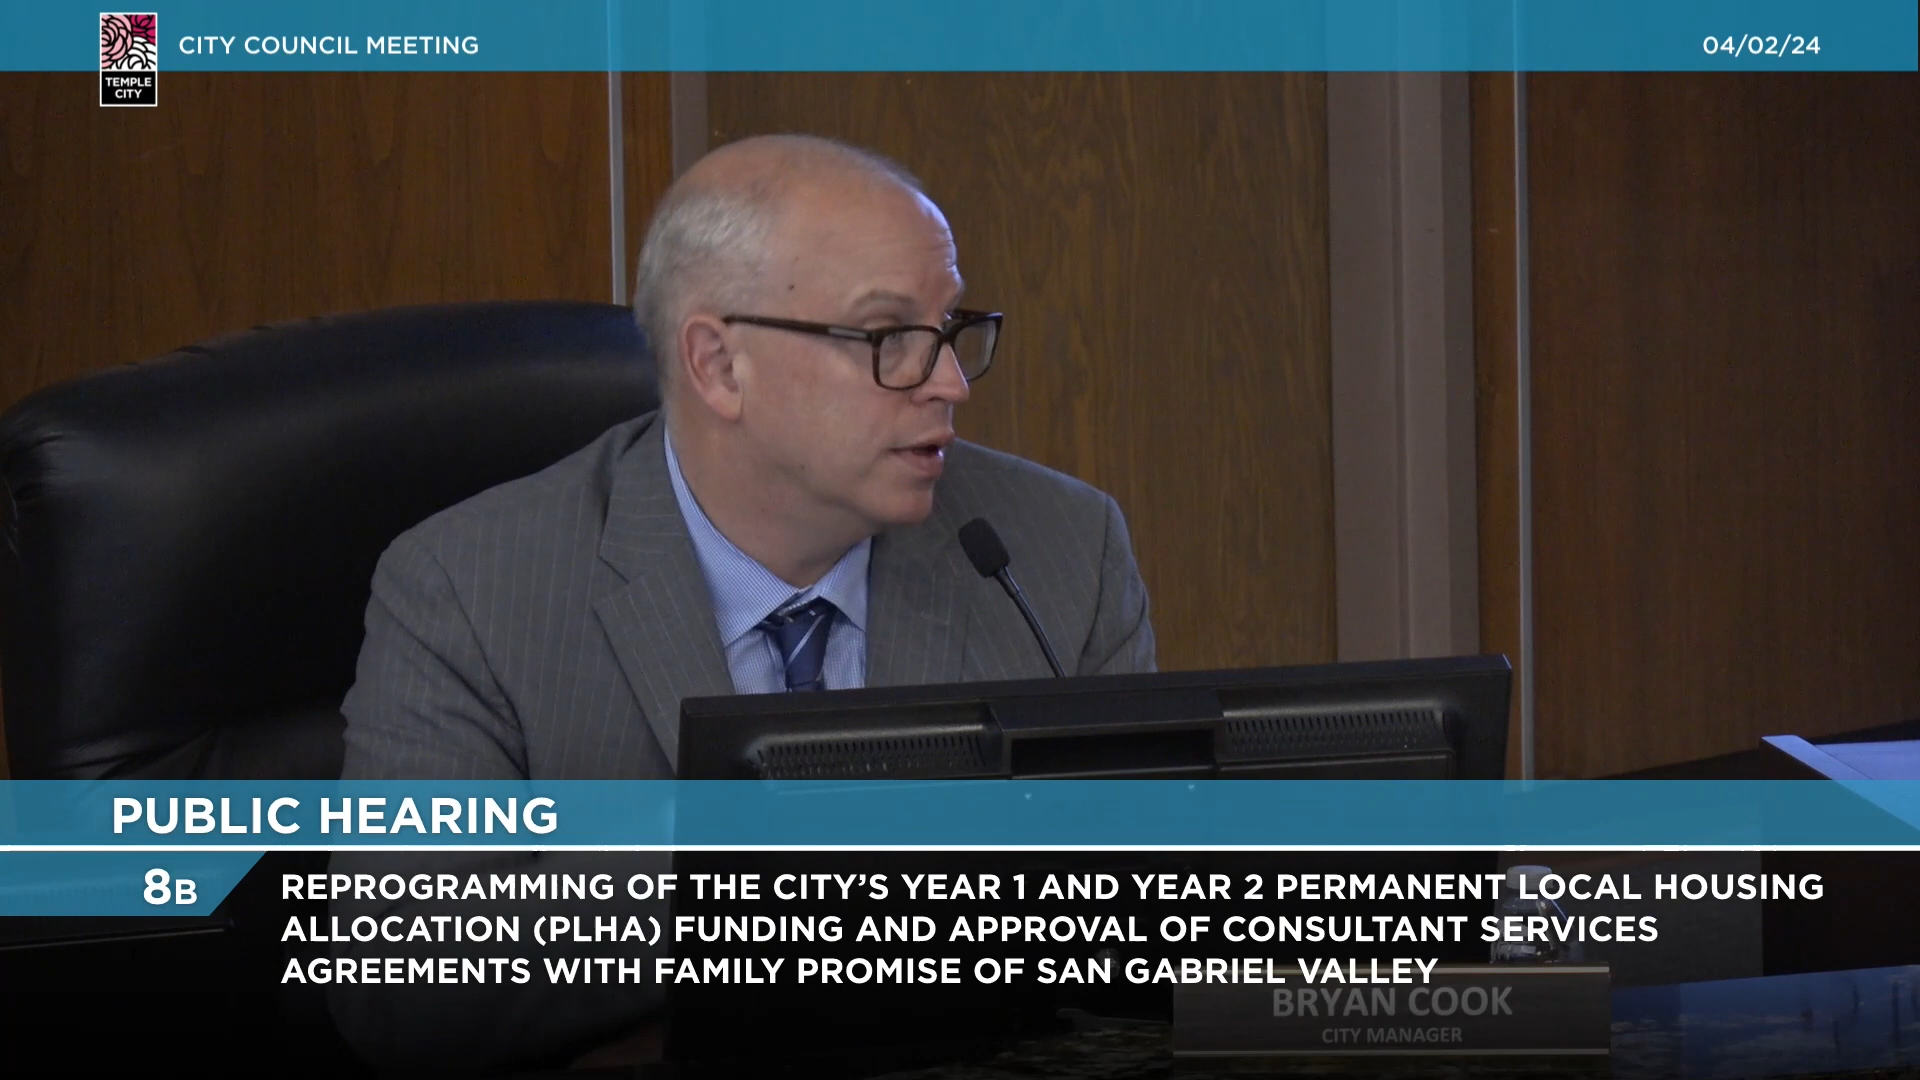 CITY COUNCIL MEETING
04/02/24
TEMPLE
CITY
PUBLIC HEARING
8B
REPROGRAMMING OF THE CITY'S YEAR 1 AND YEAR 2 PERMANENT LOCAL HOUSING
ALLOCATION (PLHA) FUNDING AND APPROVAL OF CONSULTANT SERVICES
AGREEMENTS WITH FAMILY PROMISE OF SAN GABRIEL VALLEY
BRYAN COOK
CITY MANAGER